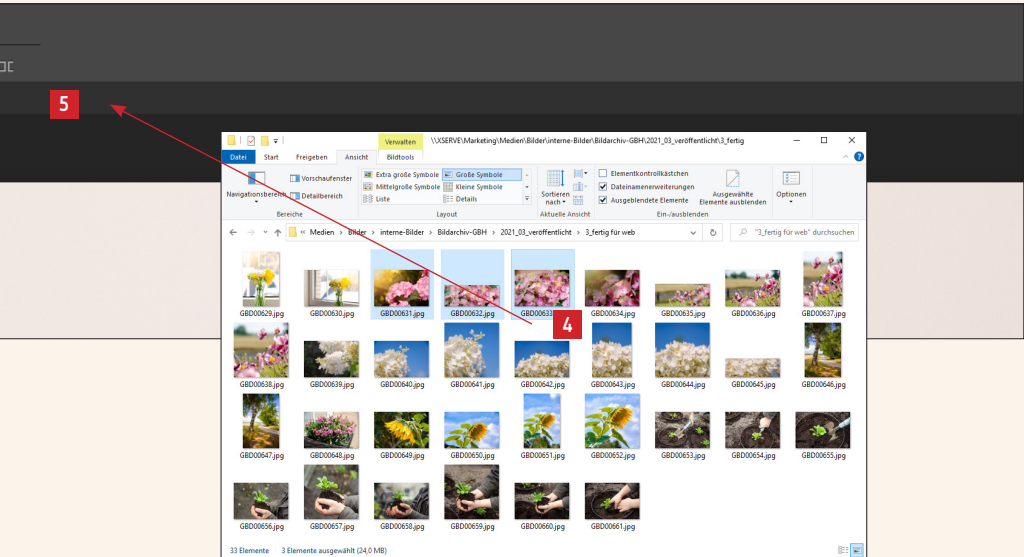 5
Verwalten \\XSERVE\Marketing\Medien\Bilder\interne-Bilder\Bildarchiv-GBH\2021_03_veröffentlicht\3_fertig
Datei Start Freigeben Ansicht Bildtools
Navigationsbereich
Vorschaufenster
Detailbereich
Bereiche
Extra große Symbole Große Symbole
Mittelgroße Symbole Kleine Symbole
Liste Details
Layout
Sortieren
nach
Aktuelle Ansicht
Elementkontrollkästchen
Dateinamenerweiterungen
Ausgeblendete Elemente
Ausgewählte
Elemente ausblenden
Ein-/ausblenden
Optionen
« Medien > Bilder > interne-Bilder > Bildarchiv-GBH > 2021_03_veröffentlicht > 3_fertig für web
"3_fertig für web" durchsuchen
GBD00629.jpg GBD00630.jpg GBD00631.jpg GBD00632.jpg GBD00633 GBD00634.jpg GBD00635.jpg GBD00636.jpg GBD00637.jpg
4
GBD00638.jpg GBD00639.jpg GBD00640.jpg GBD00641.jpg GBD00642.jpg GBD00643.jpg GBD00644.jpg GBD00645.jpg GBD00646.jpg
GBD00647.jpg GBD00648.jpg GBD00649.jpg GBD00650.jpg GBD00651.jpg GBD00652.jpg GBD00653.jpg GBD00654.jpg GBD00655.jpg
GBD00656.jpg GBD00657.jpg GBD00658.jpg GBD00659.jpg GBD00660.jpg GBD00661.jpg
33 Elemente 3 Elemente ausgewählt (24,0 MB)